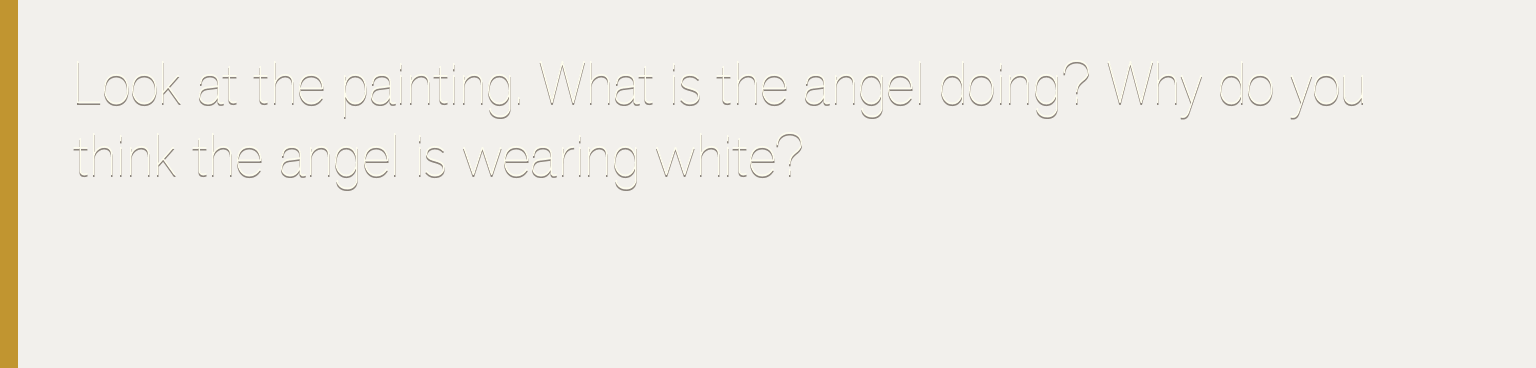 Look at the painting. What is the angel doing? Why do you
think the angel is wearing white?